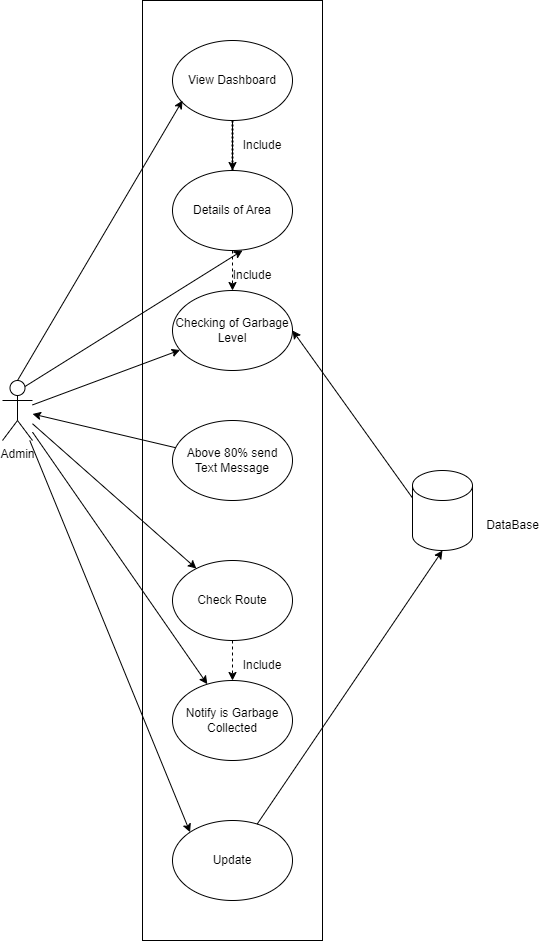 View Dashboard
Include
Details of Area
Include
Checking of Garbage
Level
Admin
Above 80% send
Text Message
DataBase
Check Route
Include
Notify is Garbage
Collected
Update